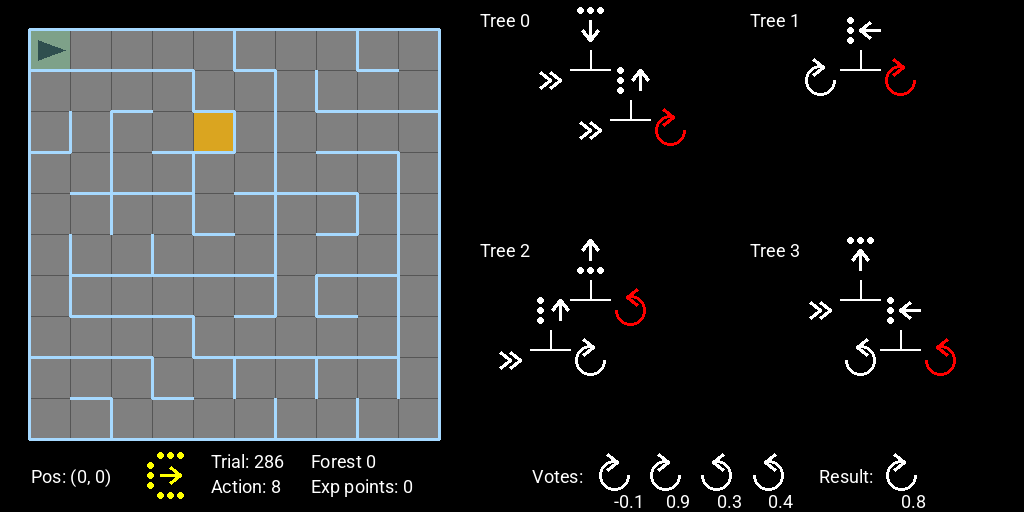 Tree 0
Tree 1
Tree 2
Tree 3
Pos: (0, 0)
Trial: 286
Forest 0
Action: 8
Exp points: 0
Votes:
-0.1
0.9
0.3
0.4
Result:
0.8